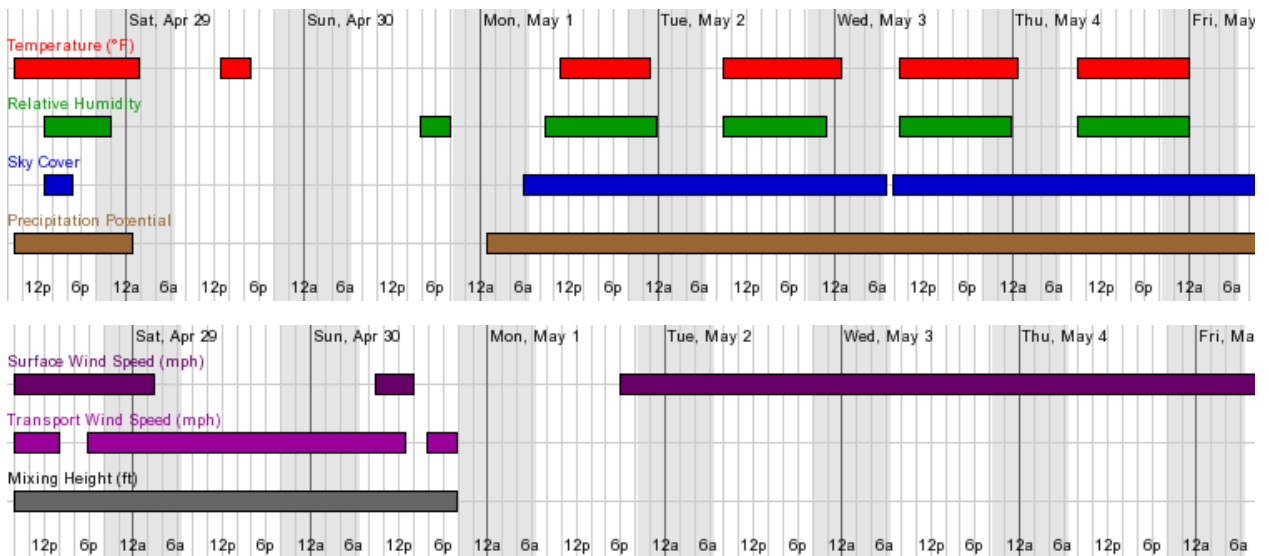 Sat, Apr 29 Sun, Apr 30 Mon, May 1 Tue, May 2 Wed, May 3 Thu, May 4 Fri, May
Temperature (°F)
Relative Humidity
Sky Cover
Precipitation Potential
12p 6p 12a 6a 12p 6p 12a 6a 12p 6p 12a 6a 12p 6p 12a 6a 12p 6p 12a 6a 12p 6p 12a 6a 12p 6p 12a 6a
Sat, Apr 29 Sun, Apr 30 Mon, May 1 Tue, May 2 Wed, May 3 Thu, May 4 Fri, Ma
Surface Wind Speed (mph)
Transport Wind Speed (mph)
Mixing Height (ft)
12p 6p 12a 6a 12p 6p 12a 6a 12p 6p 12a 6a 12p 6p 12a 6a 12p 6p 12a 6a 12p 6p 12a 6a 12p 6p 12a 6a